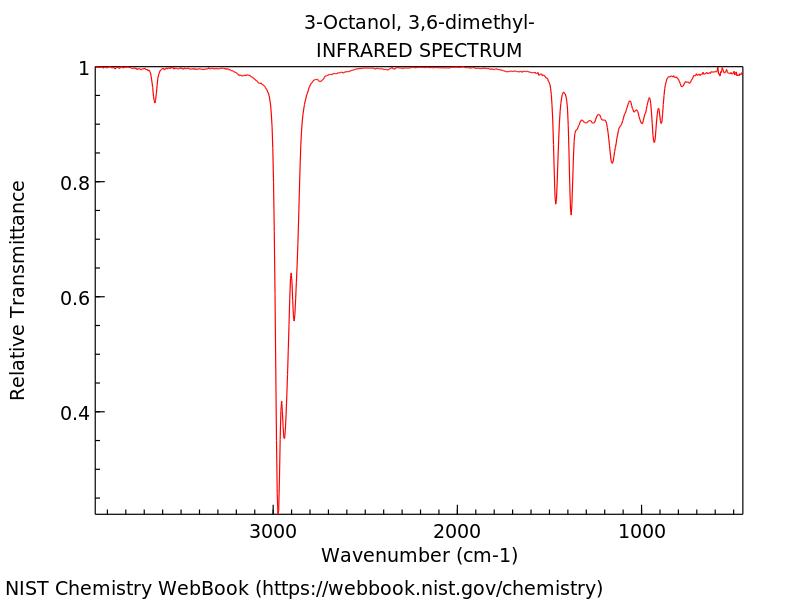 3-Octanol, 3,6-dimethyl-
INFRARED SPECTRUM
1
0.8
0.6
0.4
Relative Transmittance
3000 2000 1000
Wavenumber (cm-1)
NIST Chemistry WebBook (https://webbook.nist.gov/chemistry)